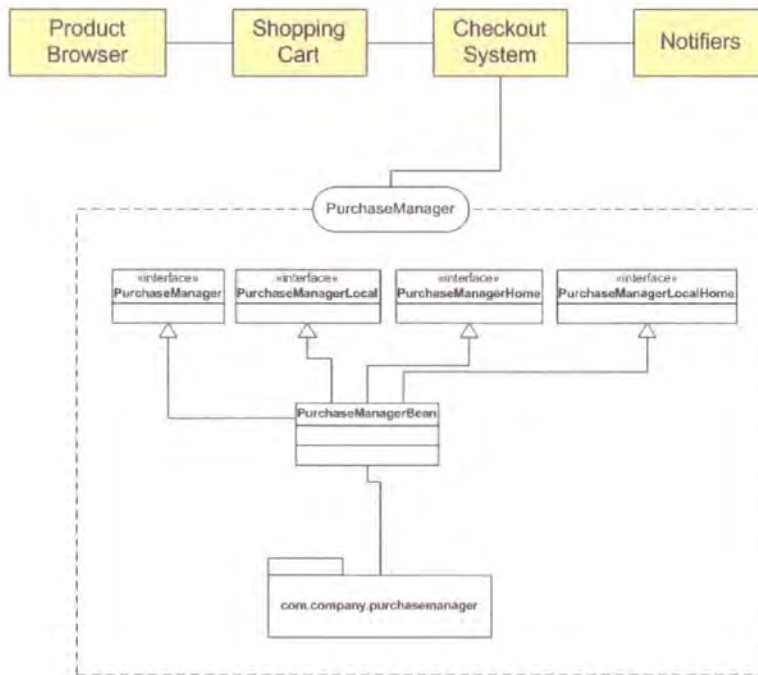 Product
Browser
Shopping
Cart
Checkout
System
Notifiers
PurchaseManager
«interface»
PurchaseManager
«interface»
PurchaseManagerLocal
«interface»
PurchaseManagerHome
«interface»
PurchaseManagerLocalHome
PurchaseManagerBean
com.company.purchasemanager